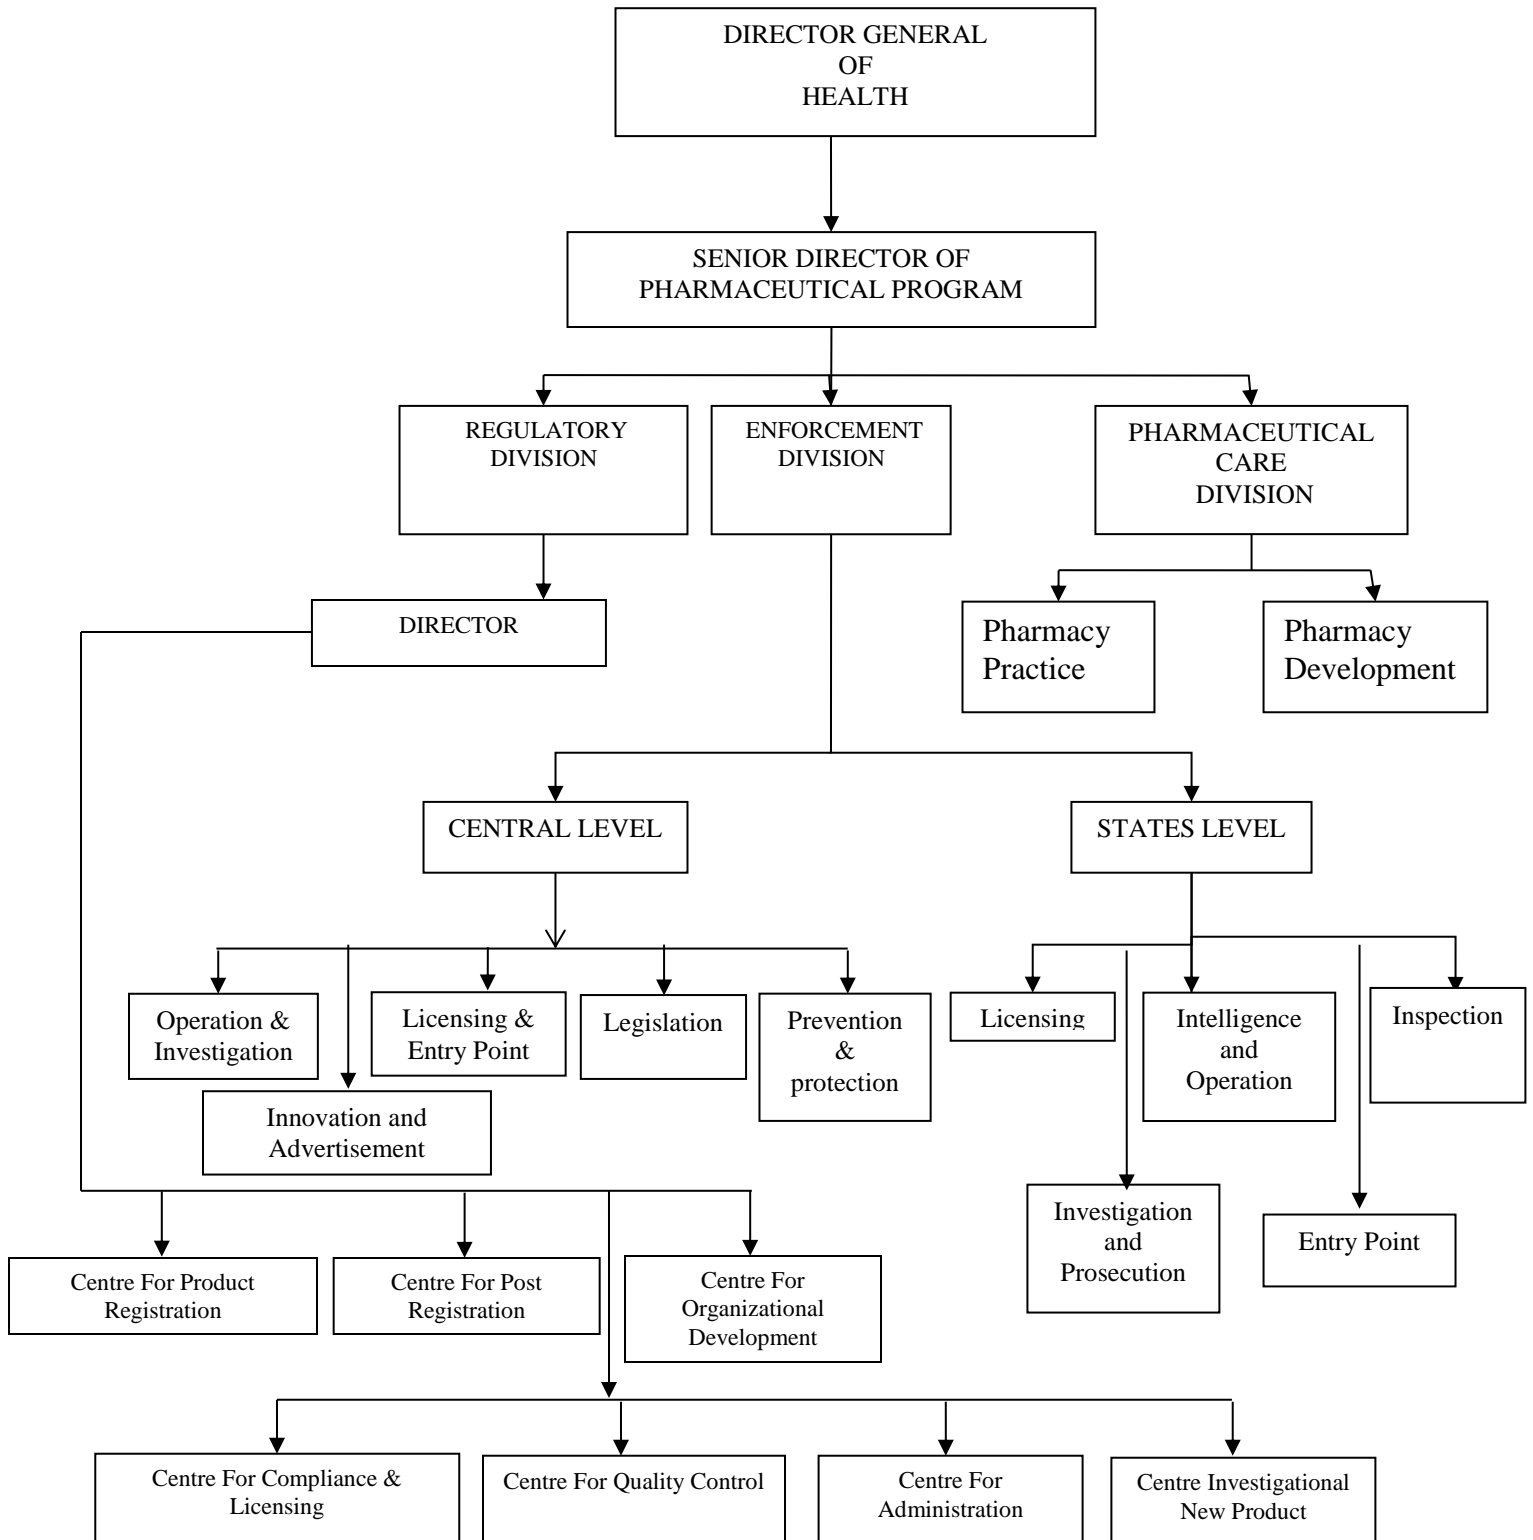 DIRECTOR GENERAL
OF
HEALTH
SENIOR DIRECTOR OF
PHARMACEUTICAL PROGRAM
REGULATORY
DIVISION
ENFORCEMENT
DIVISION
PHARMACEUTICAL
CARE
DIVISION
DIRECTOR
Pharmacy
Practice
Pharmacy
Development
CENTRAL LEVEL
STATES LEVEL
Operation &
Investigation
Licensing &
Entry Point
Legislation
Prevention
&
protection
Licensing
Intelligence
and
Operation
Inspection
Innovation and
Advertisement
Investigation
and
Prosecution
Entry Point
Centre For Product
Registration
Centre For Post
Registration
Centre For
Organizational
Development
Centre For Compliance &
Licensing
Centre For Quality Control
Centre For
Administration
Centre Investigational
New Product